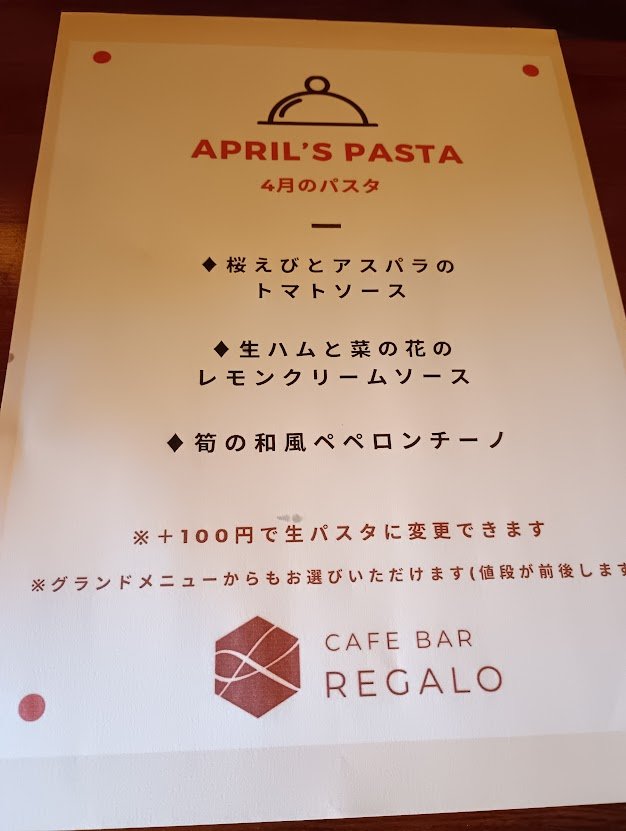 APRIL'S PASTA
4月のパスタ
♦桜えびとアスパラの
トマトソース
♦生ハムと菜の花の
レモンクリームソース
♦筍の和風ペペロンチーノ
※＋100円で生パスタに変更できます
※グランドメニューからもお選びいただけます(値段が前後します
CAFE BAR
REGALO